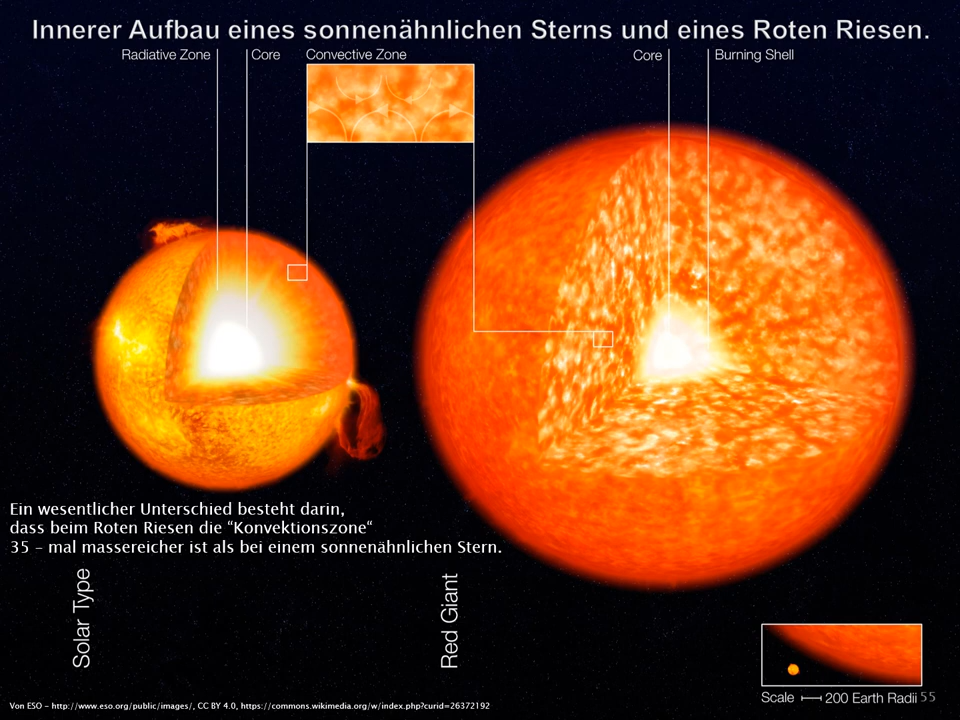 Innerer Aufbau eines sonnenähnlichen Sterns und eines Roten Riesen.
Radiative Zone
Core
Convective Zone
Core
Burning Shell
Ein wesentlicher Unterschied besteht darin,
dass beim Roten Riesen die “Konvektionszone“
35 – mal massereicher ist als bei einem sonnenähnlichen Stern.
Solar Type
Red Giant
Scale 200 Earth Radii
55
Von ESO - http://www.eso.org/public/images/, CC BY 4.0, https://commons.wikimedia.org/w/index.php?curid=26372192